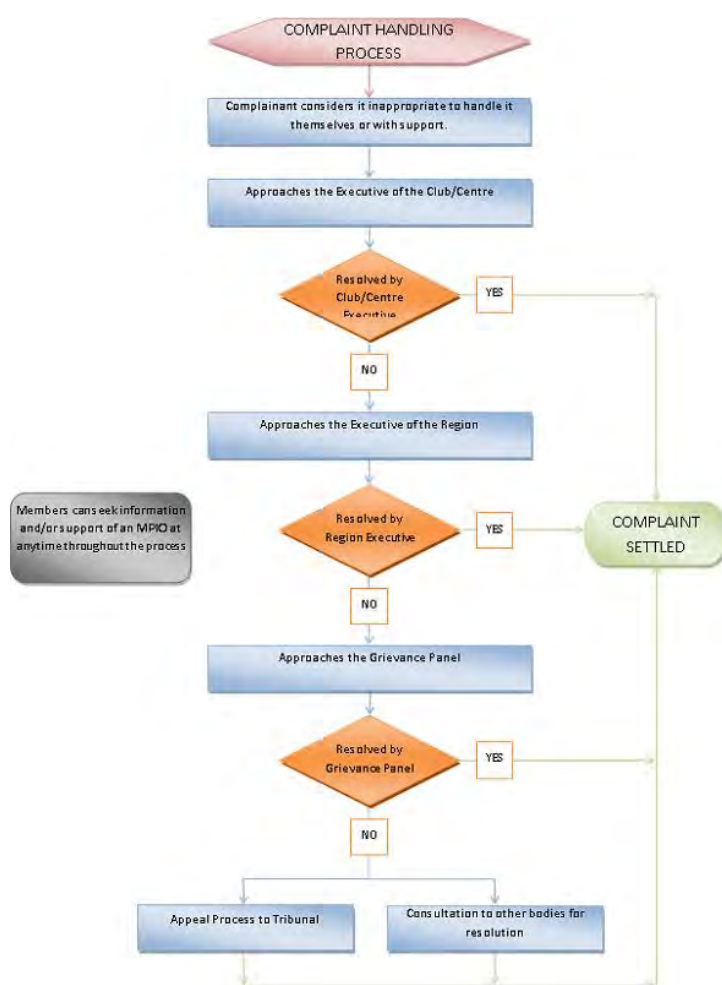 COMPLAINT HANDLING
PROCESS
Complainant considers it inappropriate to handle it
themselves or with support.
Approaches the Executive of the Club/Centre
Resolved by
Club/Centre
Executive
YES
NO
Approaches the Executive of the Region
Members can seek information
and/or support of an MPIO at
anytime throughout the process
Resolved by
Region Executive
YES
COMPLAINT
SETTLED
NO
Approaches the Grievance Panel
Resolved by
Grievance Panel
YES
NO
Appeal Process to Tribunal
Consultation to other bodies for
resolution